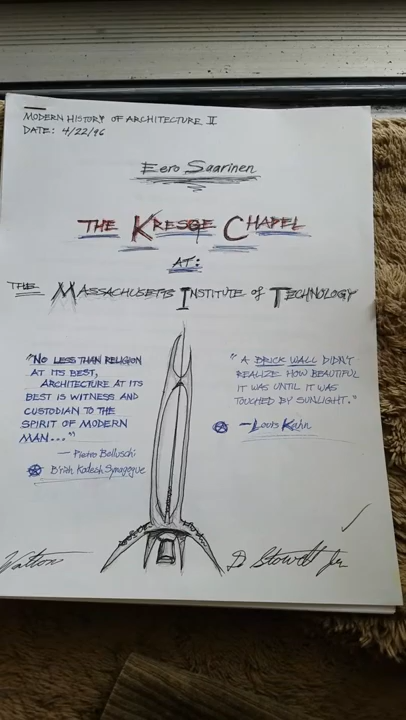 MODERN HISTORY OF ARCHITECTURE II
DATE: 4/22/96
Eero Saarinen
THE KRESGE CHAPEL
AT:
THE MASSACHUSETTS INSTITUTE of TECHNOLOGY
"NO LESS THAN RELIGION
AT ITS BEST,
ARCHITECTURE AT ITS
BEST IS WITNESS AND
CUSTODIAN TO THE
SPIRIT OF MODERN
MAN..."
— Pietro Belluschi
B'rith Kodesh Synagogue
"A BRICK WALL DIDN'T
REALIZE HOW BEAUTIFUL
IT WAS UNTIL IT WAS
TOUCHED BY SUNLIGHT."
— Louis Kahn
D Stowell Jr.